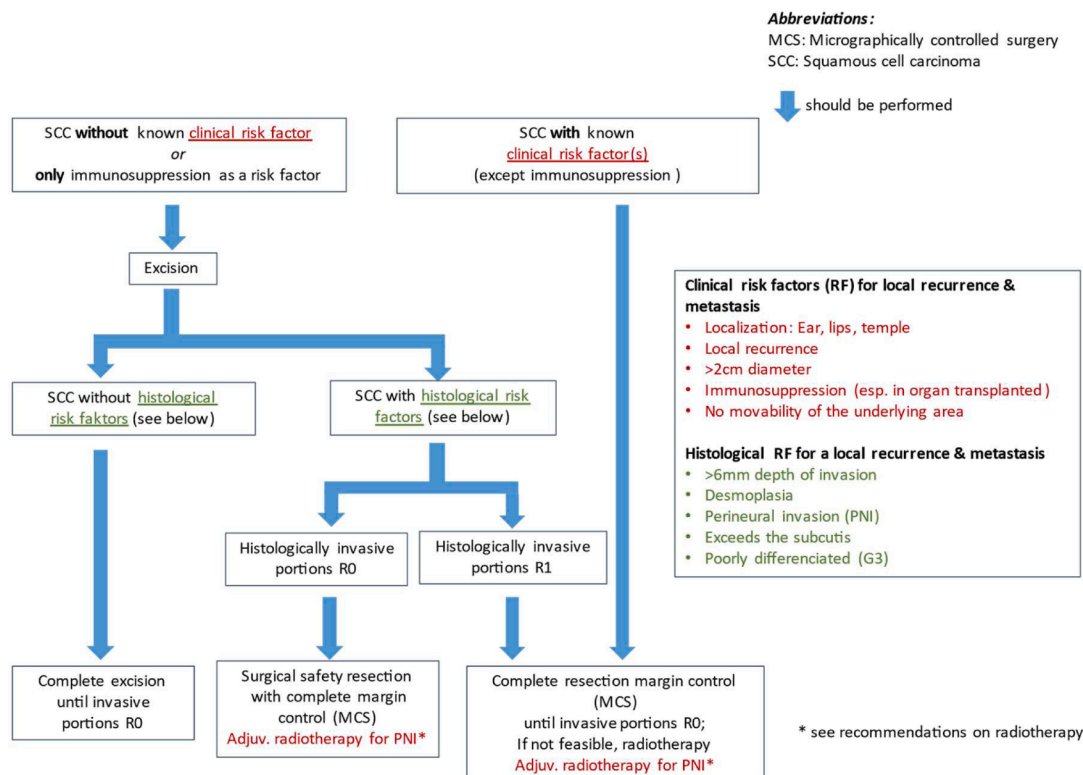 Abbreviations:
MCS: Micrographically controlled surgery
SCC: Squamous cell carcinoma
should be performed
SCC without known clinical risk factor
or
only immunosuppression as a risk factor
SCC with known
clinical risk factor(s)
(except immunosuppression )
Excision
SCC without histological
risk faktors (see below)
SCC with histological risk
factors (see below)
Histologically invasive
portions R0
Histologically invasive
portions R1
Complete excision
until invasive
portions R0
Surgical safety resection
with complete margin
control (MCS)
Adjuv. radiotherapy for PNI*
Complete resection margin control
(MCS)
until invasive portions R0;
If not feasible, radiotherapy
Adjuv. radiotherapy for PNI*
Clinical risk factors (RF) for local recurrence &
metastasis
• Localization: Ear, lips, temple
• Local recurrence
• >2cm diameter
• Immunosuppression (esp. in organ transplanted)
• No movability of the underlying area
Histological RF for a local recurrence & metastasis
• >6mm depth of invasion
• Desmoplasia
• Perineural invasion (PNI)
• Exceeds the subcutis
• Poorly differenciated (G3)
* see recommendations on radiotherapy